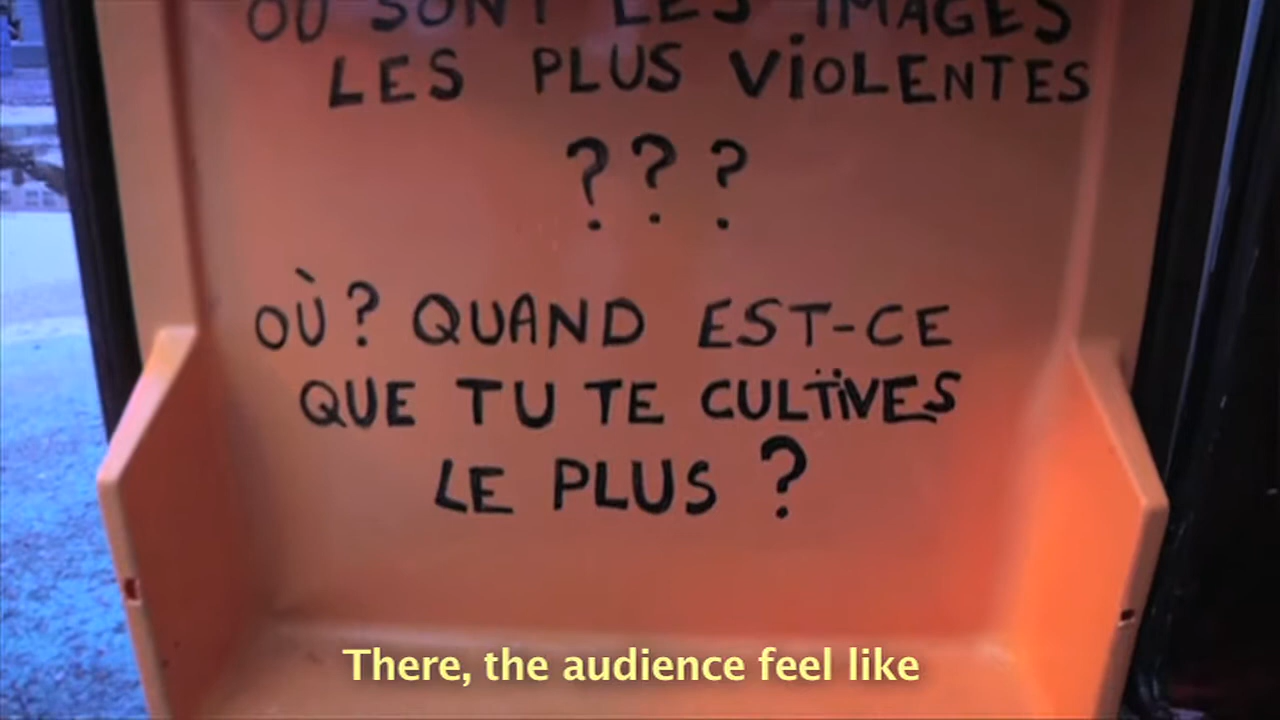 OÙ SONT LES IMAGES
LES PLUS ViOLENTES
???
OÙ? QUAND EST-CE
QUE TU TE CULTiVES
LE PLUS ?
There, the audience feel like